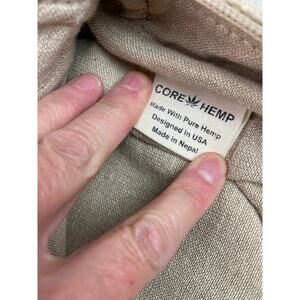 CORE HEMP
Made With Pure Hemp
Designed in USA
Made in Nepal